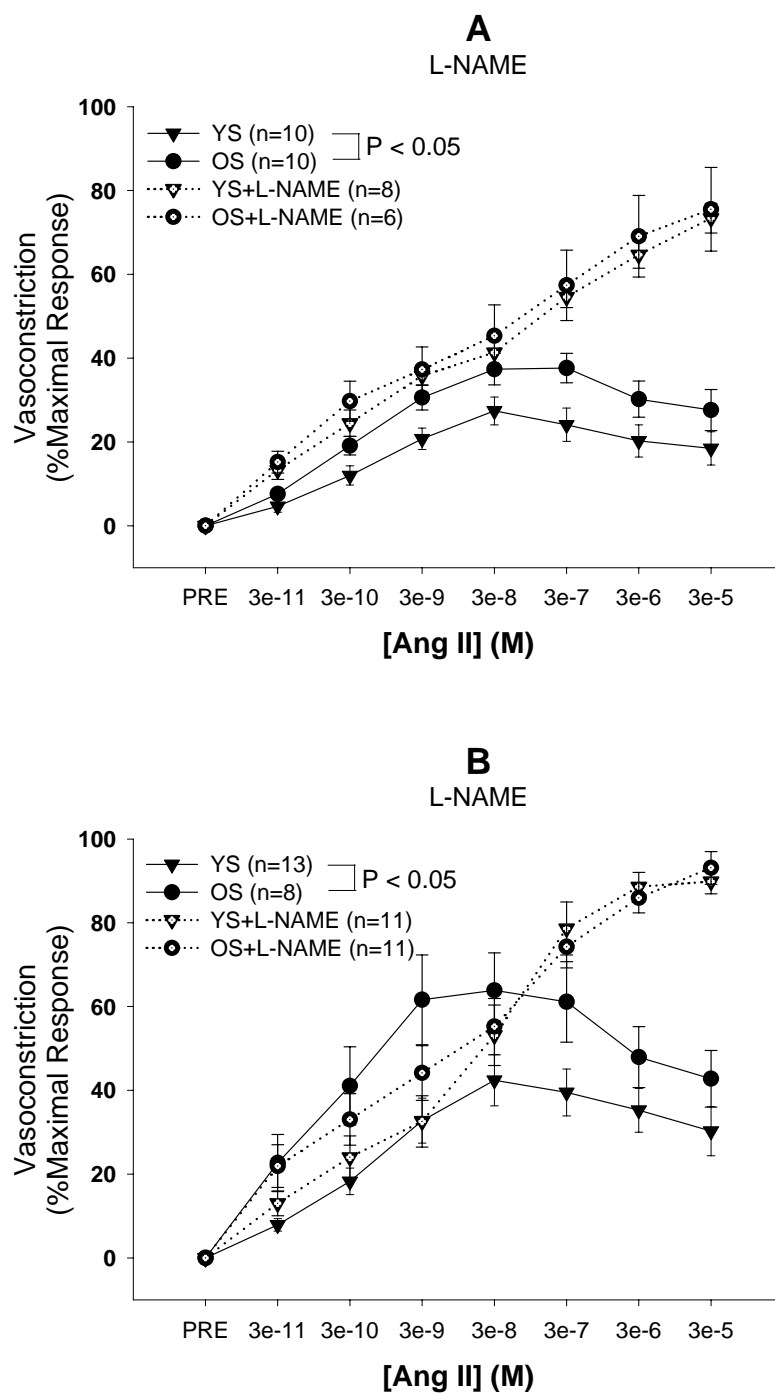 A
L-NAME
100
80
60
40
20
0
Vasoconstriction
(%Maximal Response)
YS (n=10)
OS (n=10)
P < 0.05
YS+L-NAME (n=8)
OS+L-NAME (n=6)
PRE 3e-11 3e-10 3e-9 3e-8 3e-7 3e-6 3e-5
[Ang II] (M)
B
L-NAME
100
80
60
40
20
0
Vasoconstriction
(%Maximal Response)
YS (n=13)
OS (n=8)
P < 0.05
YS+L-NAME (n=11)
OS+L-NAME (n=11)
PRE 3e-11 3e-10 3e-9 3e-8 3e-7 3e-6 3e-5
[Ang II] (M)